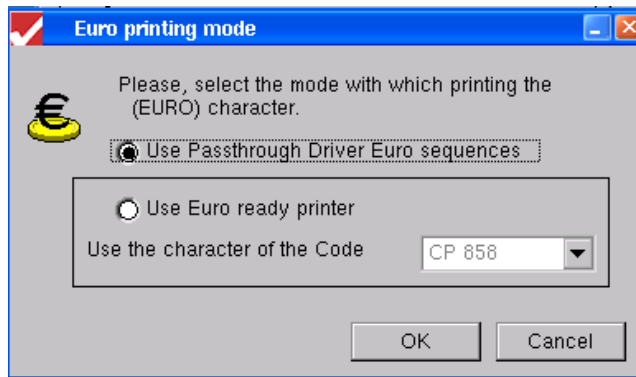 Euro printing mode
Please, select the mode with which printing the
(EURO) character.
Use Passthrough Driver Euro sequences
Use Euro ready printer
Use the character of the Code
CP 858
OK
Cancel